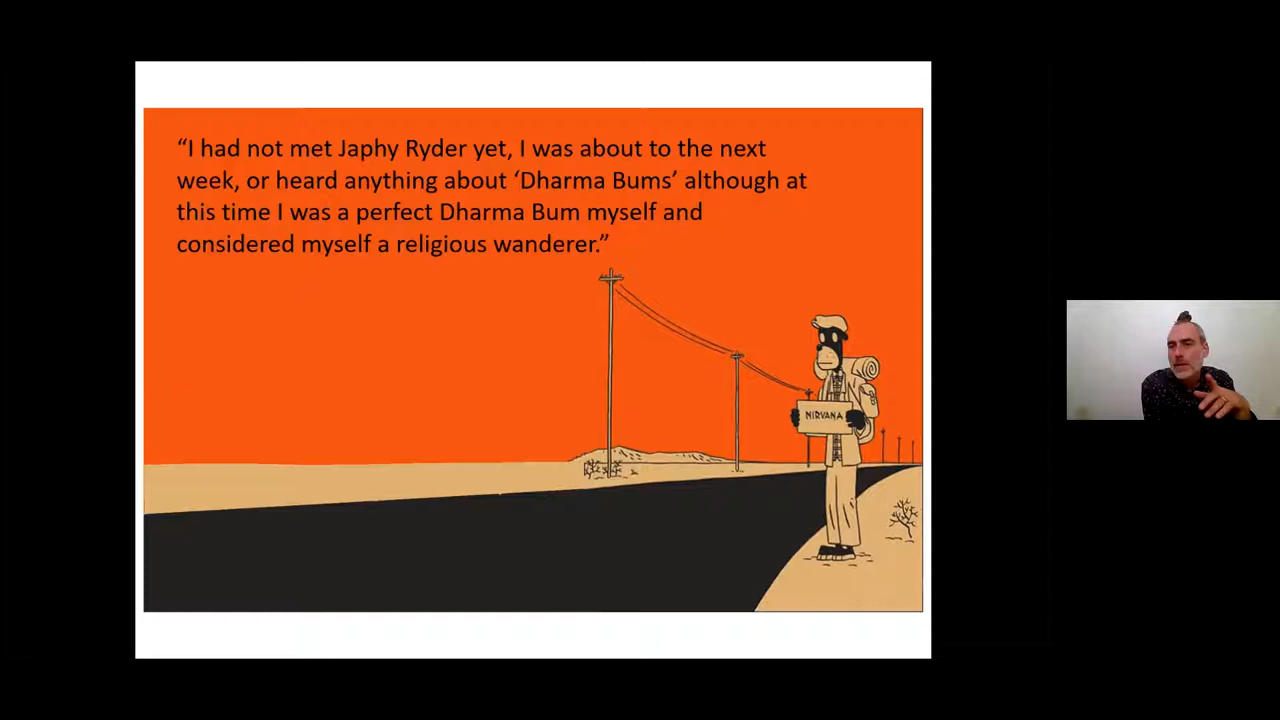 “I had not met Japhy Ryder yet, I was about to the next
week, or heard anything about ‘Dharma Bums’ although at
this time I was a perfect Dharma Bum myself and
considered myself a religious wanderer.”
NIRVANA